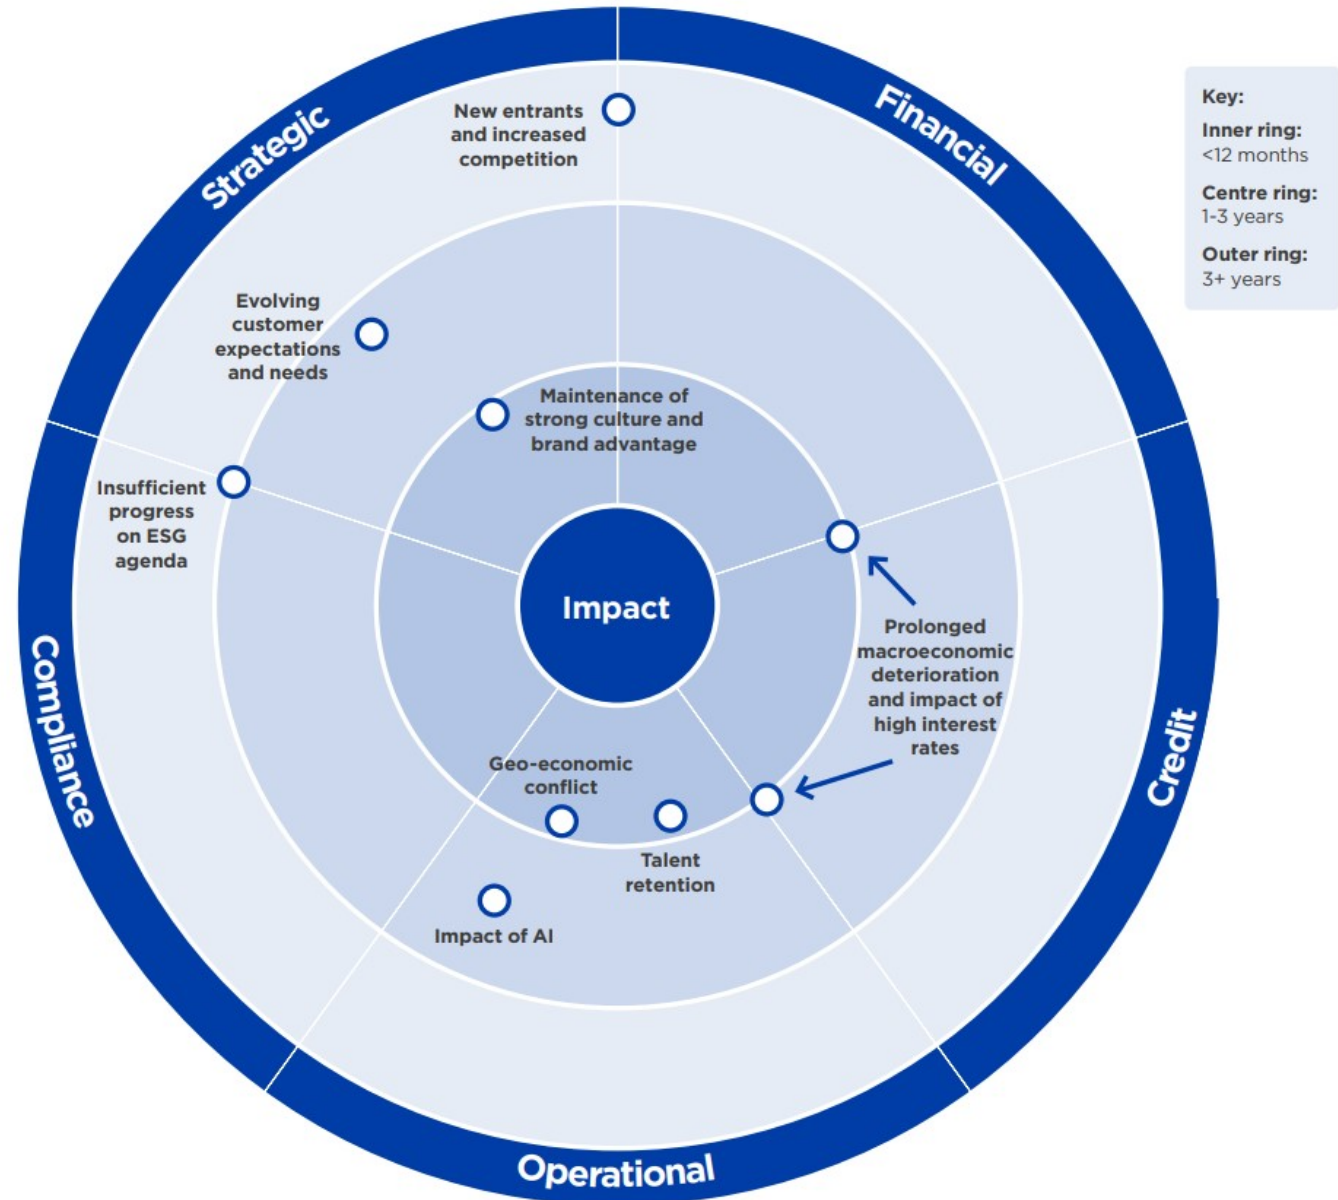 Strategic
Financial
New entrants
and increased
competition
Key:
Inner ring:
<12 months
Centre ring:
1-3 years
Outer ring:
3+ years
Evolving
customer
expectations
and needs
Maintenance of
strong culture and
brand advantage
Insufficient
progress
on ESG
agenda
Impact
Prolonged
macroeconomic
deterioration
and impact of
high interest
rates
Compliance
Credit
Geo-economic
conflict
Talent
retention
Impact of AI
Operational